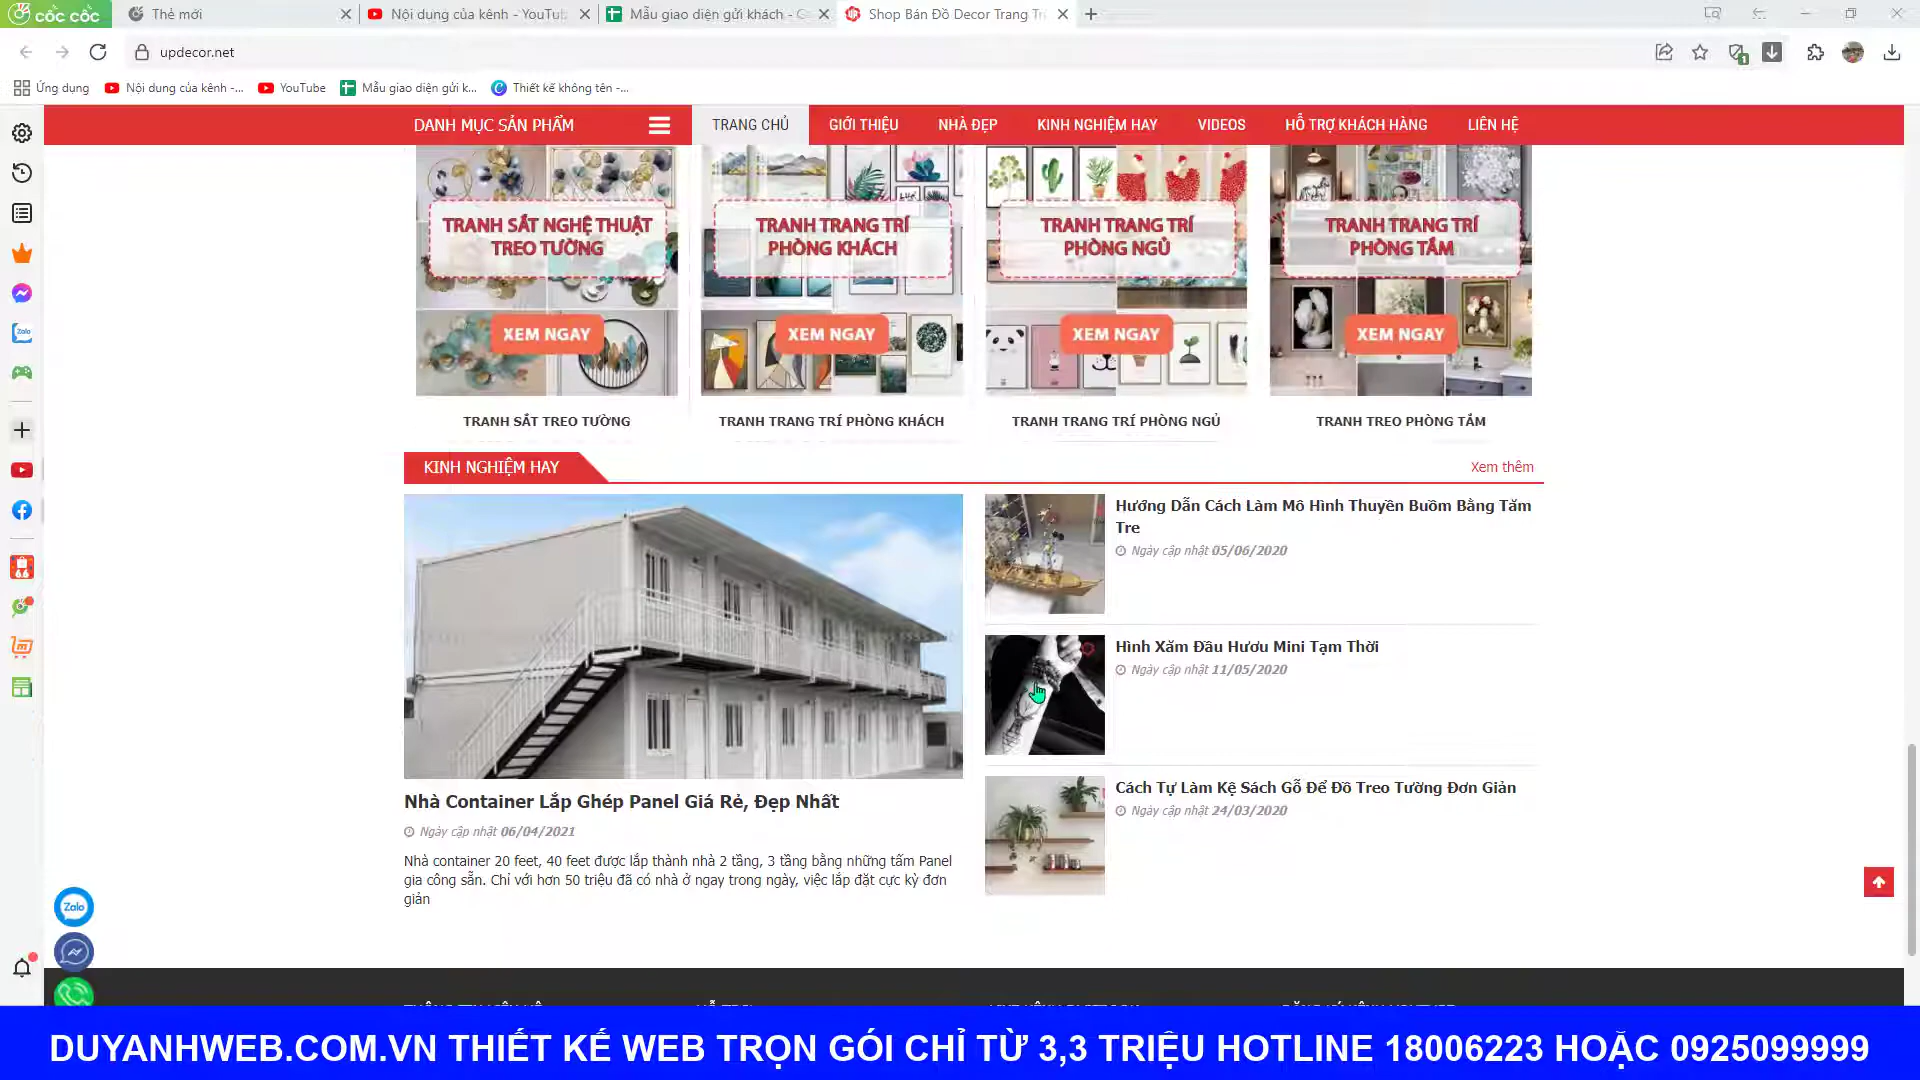 cốc cốc
Thẻ mới
Nội dung của kênh - YouTub
Mẫu giao diện gửi khách - G
Shop Bán Đồ Decor Trang Tr
updecor.net
Ứng dụng
Nội dung của kênh -...
YouTube
Mẫu giao diện gửi k...
Thiết kế không tên -...
DANH MỤC SẢN PHẨM
TRANG CHỦ
GIỚI THIỆU
NHÀ ĐẸP
KINH NGHIỆM HAY
VIDEOS
HỖ TRỢ KHÁCH HÀNG
LIÊN HỆ
TRANH SẮT NGHỆ THUẬT
TREO TƯỜNG
XEM NGAY
TRANH TRANG TRÍ
PHÒNG KHÁCH
XEM NGAY
TRANH TRANG TRÍ
PHÒNG NGỦ
XEM NGAY
TRANH TRANG TRÍ
PHÒNG TẮM
XEM NGAY
TRANH SẮT TREO TƯỜNG
TRANH TRANG TRÍ PHÒNG KHÁCH
TRANH TRANG TRÍ PHÒNG NGỦ
TRANH TREO PHÒNG TẮM
KINH NGHIỆM HAY
Xem thêm
Nhà Container Lắp Ghép Panel Giá Rẻ, Đẹp Nhất
Ngày cập nhật 06/04/2021
Nhà container 20 feet, 40 feet được lắp thành nhà 2 tầng, 3 tầng bằng những tấm Panel
gia công sẵn. Chỉ với hơn 50 triệu đã có nhà ở ngay trong ngày, việc lắp đặt cực kỳ đơn
giản
Hướng Dẫn Cách Làm Mô Hình Thuyền Buồm Bằng Tăm
Tre
Ngày cập nhật 05/06/2020
Hình Xăm Đầu Hươu Mini Tạm Thời
Ngày cập nhật 11/05/2020
Cách Tự Làm Kệ Sách Gỗ Để Đồ Treo Tường Đơn Giản
Ngày cập nhật 24/03/2020
Zalo
DUYANHWEB.COM.VN THIẾT KẾ WEB TRỌN GÓI CHỈ TỪ 3,3 TRIỆU HOTLINE 18006223 HOẶC 0925099999